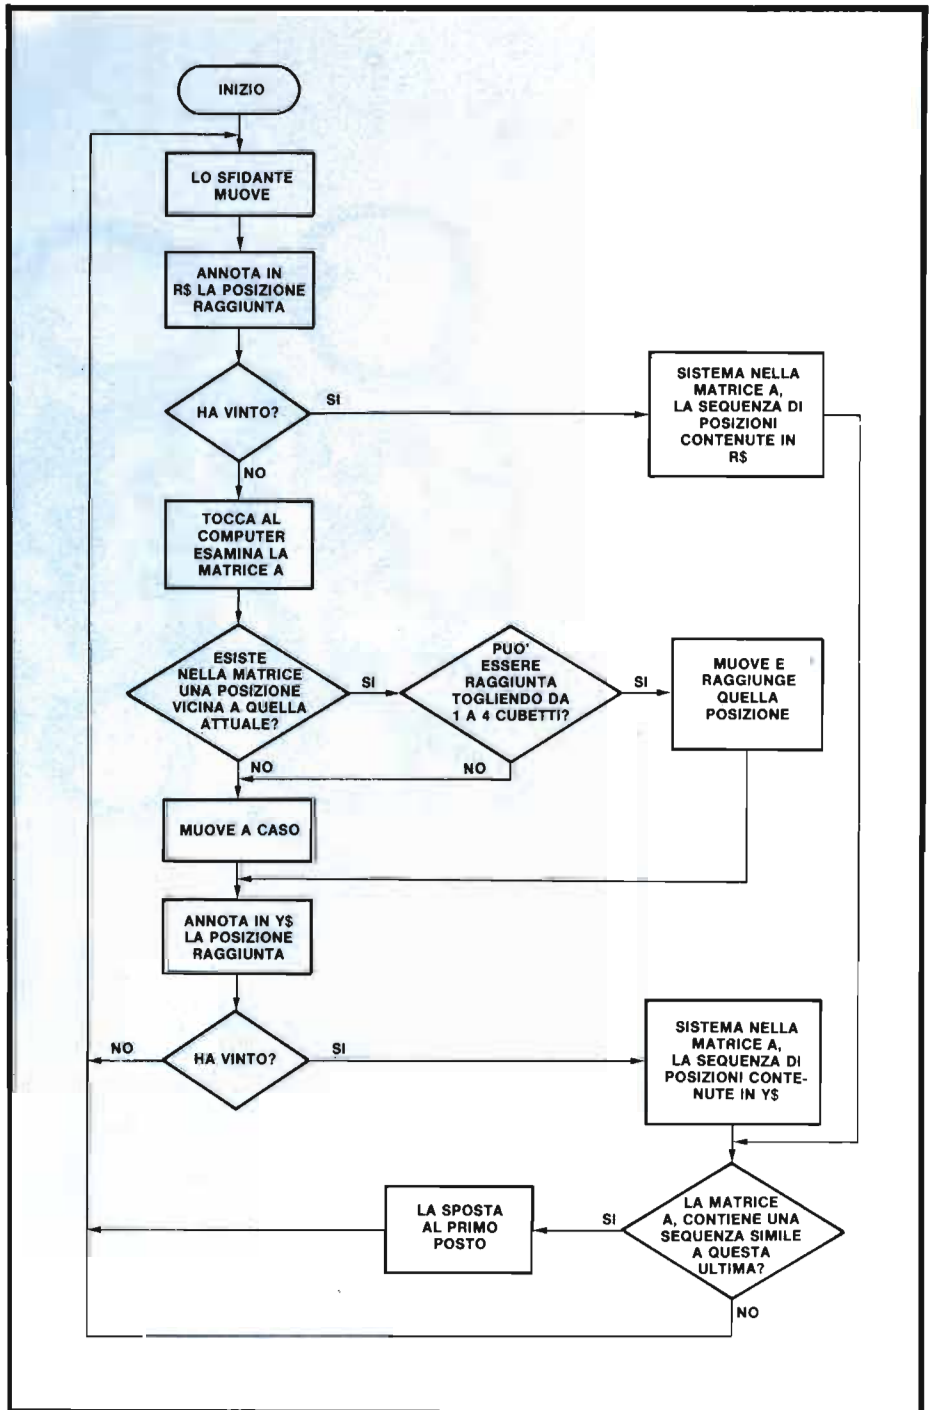 INIZIO
LO SFIDANTE
MUOVE
ANNOTA IN
R$ LA POSIZIONE
RAGGIUNTA
HA VINTO?
SI
SISTEMA NELLA
MATRICE A,
LA SEQUENZA DI
POSIZIONI
CONTENUTE IN
R$
NO
TOCCA AL
COMPUTER
ESAMINA LA
MATRICE A
ESISTE
NELLA MATRICE
UNA POSIZIONE
VICINA A QUELLA
ATTUALE?
SI
PUO'
ESSERE
RAGGIUNTA
TOGLIENDO DA
1 A 4 CUBETTI?
SI
MUOVE E
RAGGIUNGE
QUELLA
POSIZIONE
NO
NO
MUOVE A CASO
ANNOTA IN Y$
LA POSIZIONE
RAGGIUNTA
NO
HA VINTO?
SI
SISTEMA NELLA
MATRICE A,
LA SEQUENZA DI
POSIZIONI CONTE-
NUTE IN Y$
LA MATRICE
A, CONTIENE UNA
SEQUENZA SIMILE
A QUESTA
ULTIMA?
SI
LA SPOSTA
AL PRIMO
POSTO
NO